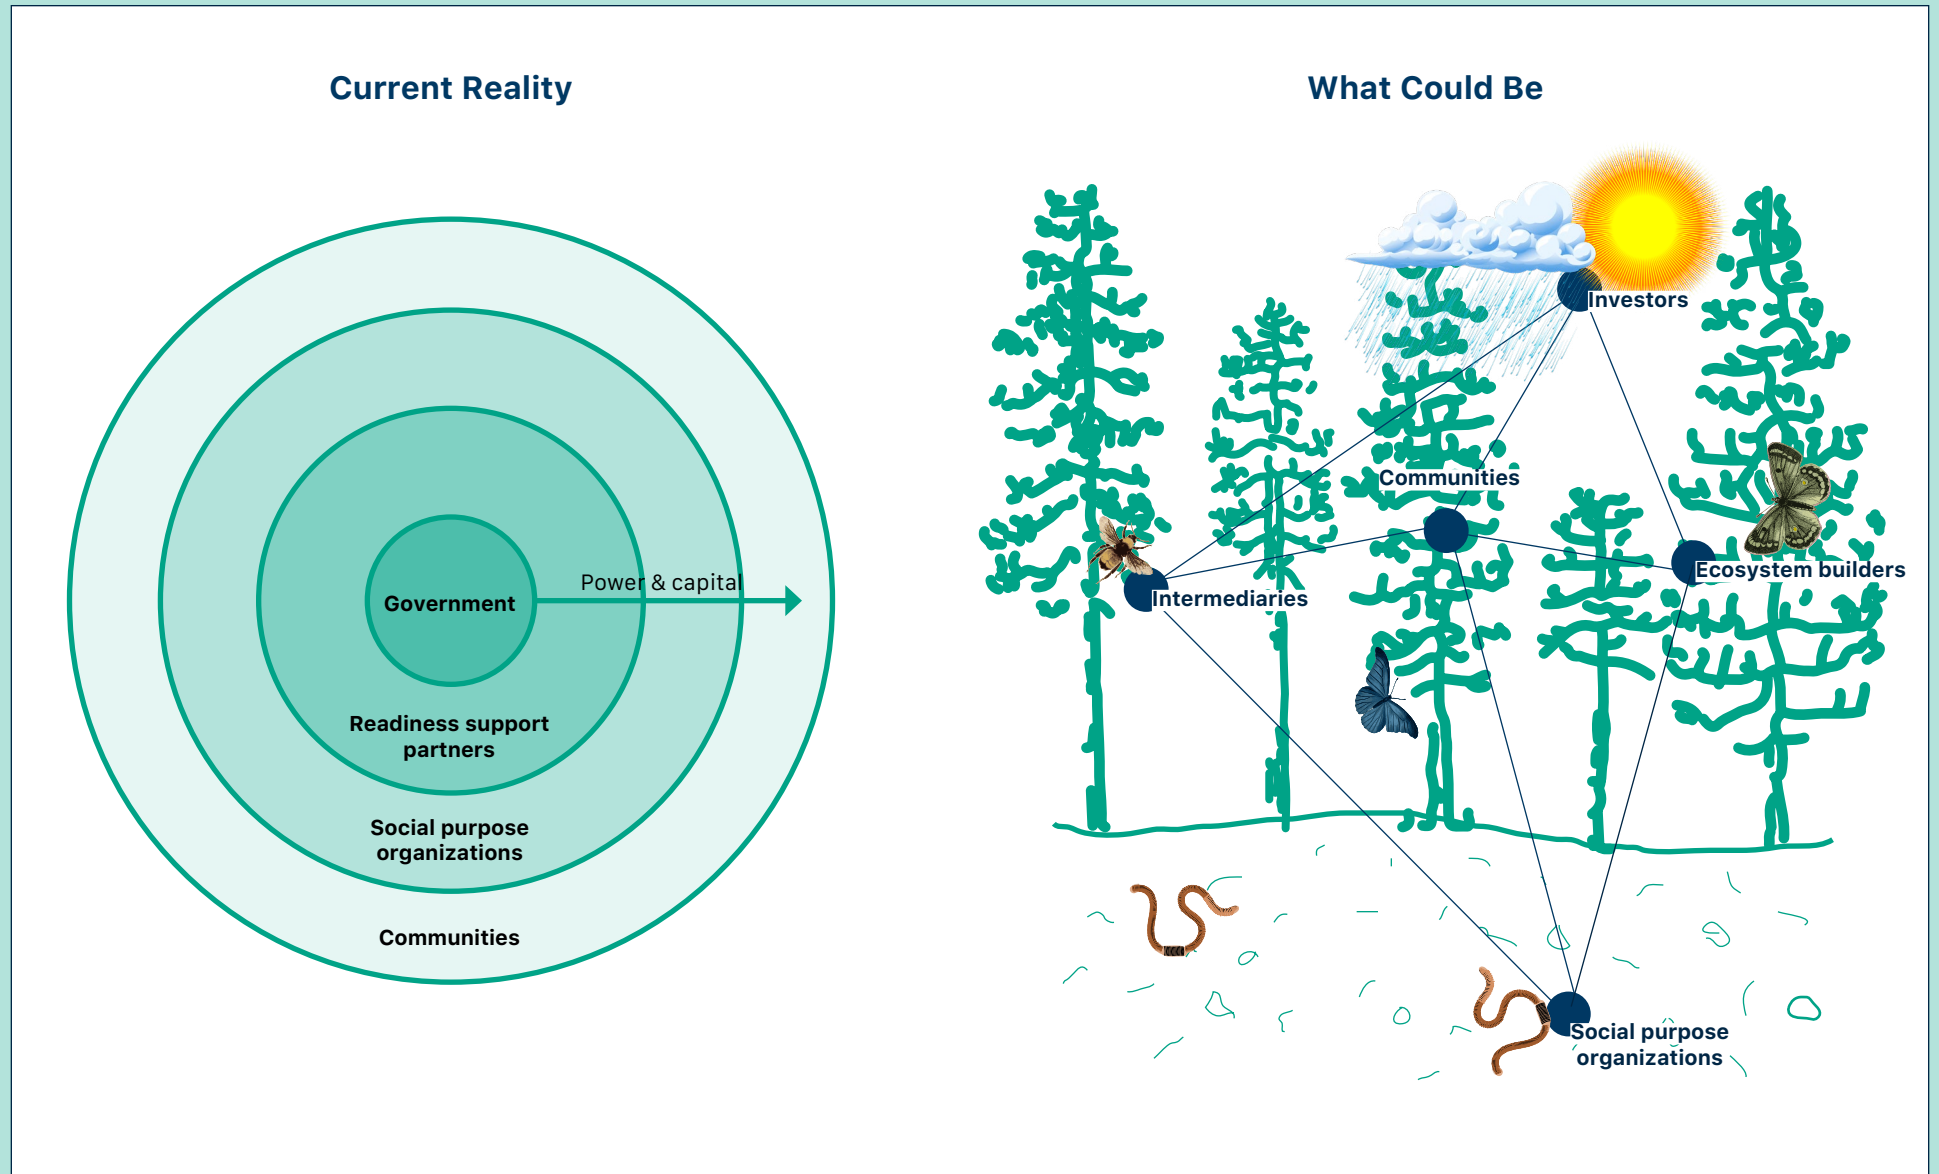 Current Reality
Government
Power & capital
Readiness support
partners
Social purpose
organizations
Communities
What Could Be
Investors
Communities
Ecosystem builders
Intermediaries
Social purpose
organizations